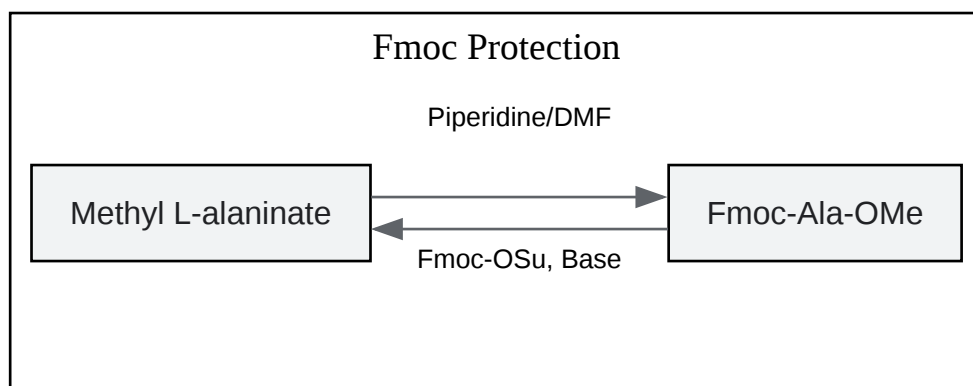 Fmoc Protection
Piperidine/DMF
Methyl L-alaninate
Fmoc-Ala-OMe
Fmoc-OSu, Base